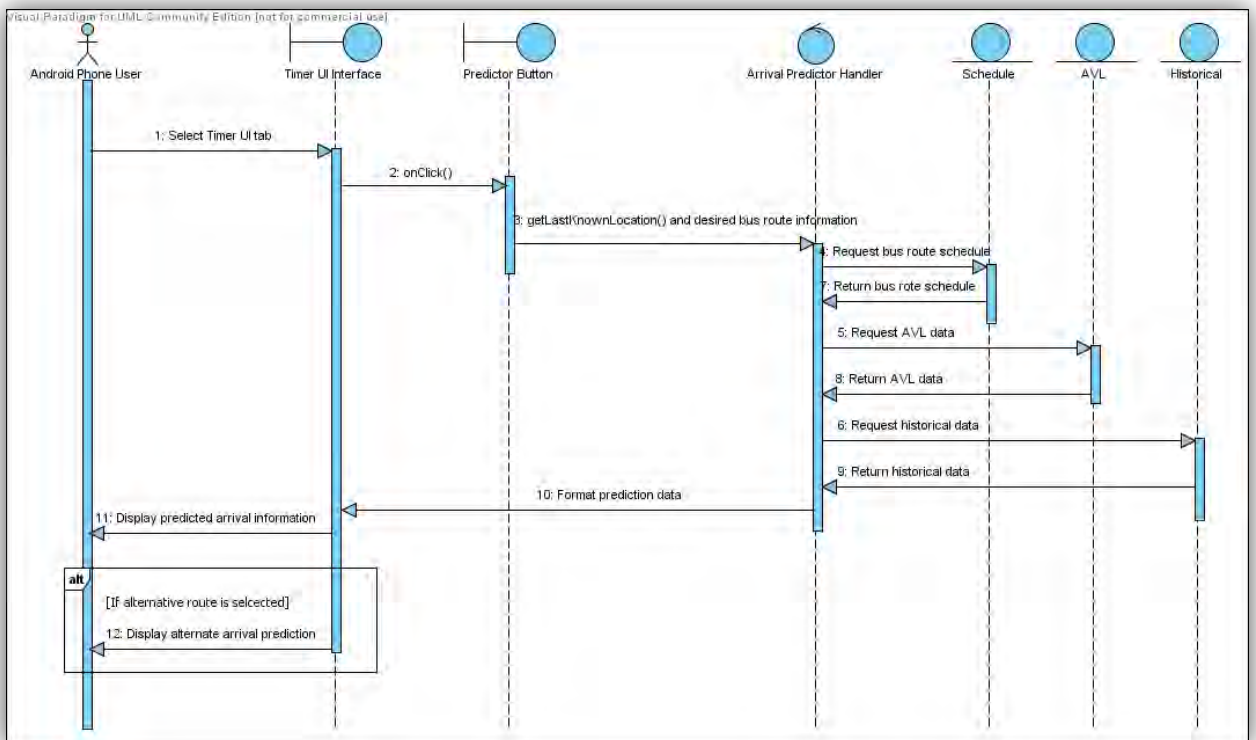 Visual Paradigm for UML Community Edition [not for commercial use]
Android Phone User
Timer UI Interface
Predictor Button
Arrival Predictor Handler
Schedule
AVL
Historical
1: Select Timer UI tab
2: onClick()
3: getLastKnownLocation() and desired bus route information
4: Request bus route schedule
7: Return bus rote schedule
5: Request AVL data
8: Return AVL data
6: Request historical data
9: Return historical data
10: Format prediction data
11: Display predicted arrival information
alt
[If alternative route is selcected]
12: Display alternate arrival prediction